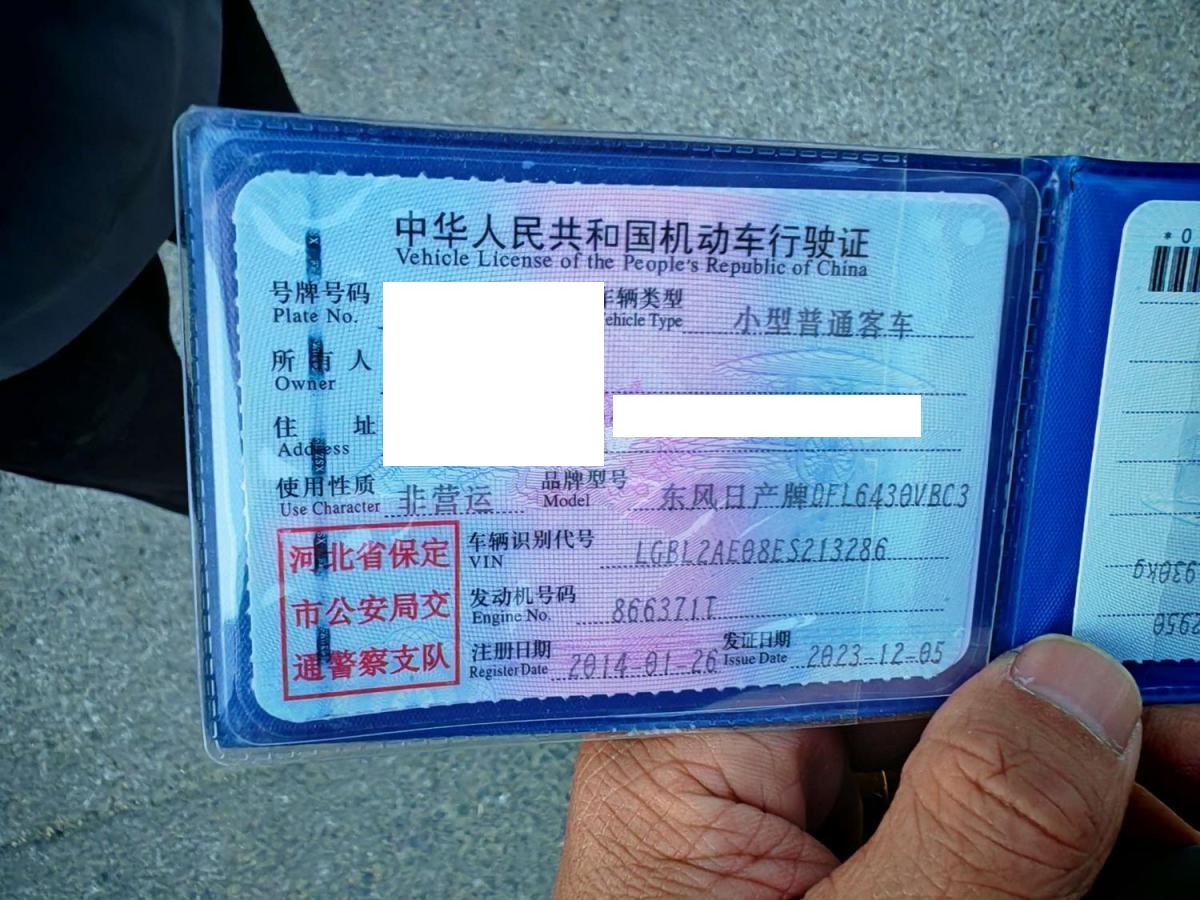 中华人民共和国机动车行驶证
Vehicle License of the People's Republic of China
号牌号码
Plate No.
车辆类型 小型普通客车
Vehicle Type
所有人
Owner
住址
Address
使用性质 非营运
Use Character
品牌型号 东风日产牌DFL6430VBC3
Model
河北省保定
市公安局交
通警察支队
车辆识别代号 LGBL2AE08ES213286
VIN
发动机号码 866371T
Engine No.
注册日期 2014-01-26
Register Date
发证日期 2023-12-05
Issue Date
*0